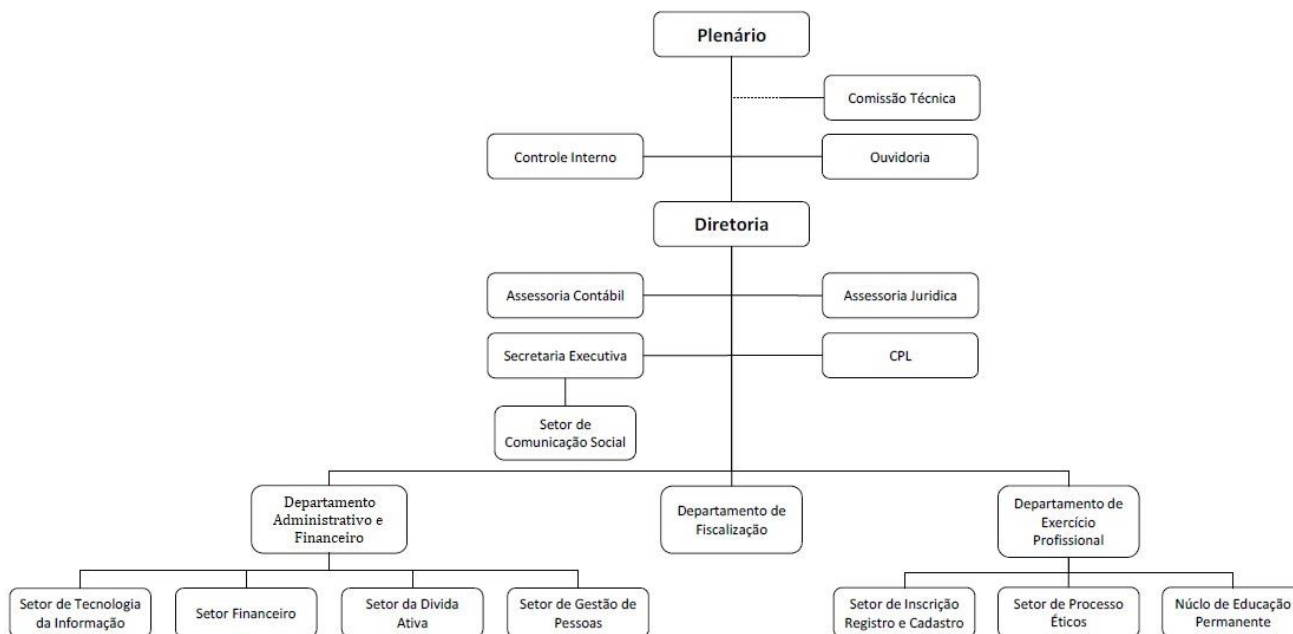 Plenário
Comissão Técnica
Controle Interno
Ouvidoria
Diretoria
Assessoria Contábil
Assessoria Juridica
Secretaria Executiva
CPL
Setor de
Comunicação Social
Departamento
Administrativo e
Financeiro
Departamento de
Fiscalização
Departamento de
Exercício
Profissional
Setor de Tecnologia
da Informação
Setor Financeiro
Setor da Divida
Ativa
Setor de Gestão de
Pessoas
Setor de Inscrição
Registro e Cadastro
Setor de Processo
Éticos
Núclo de Educação
Permanente